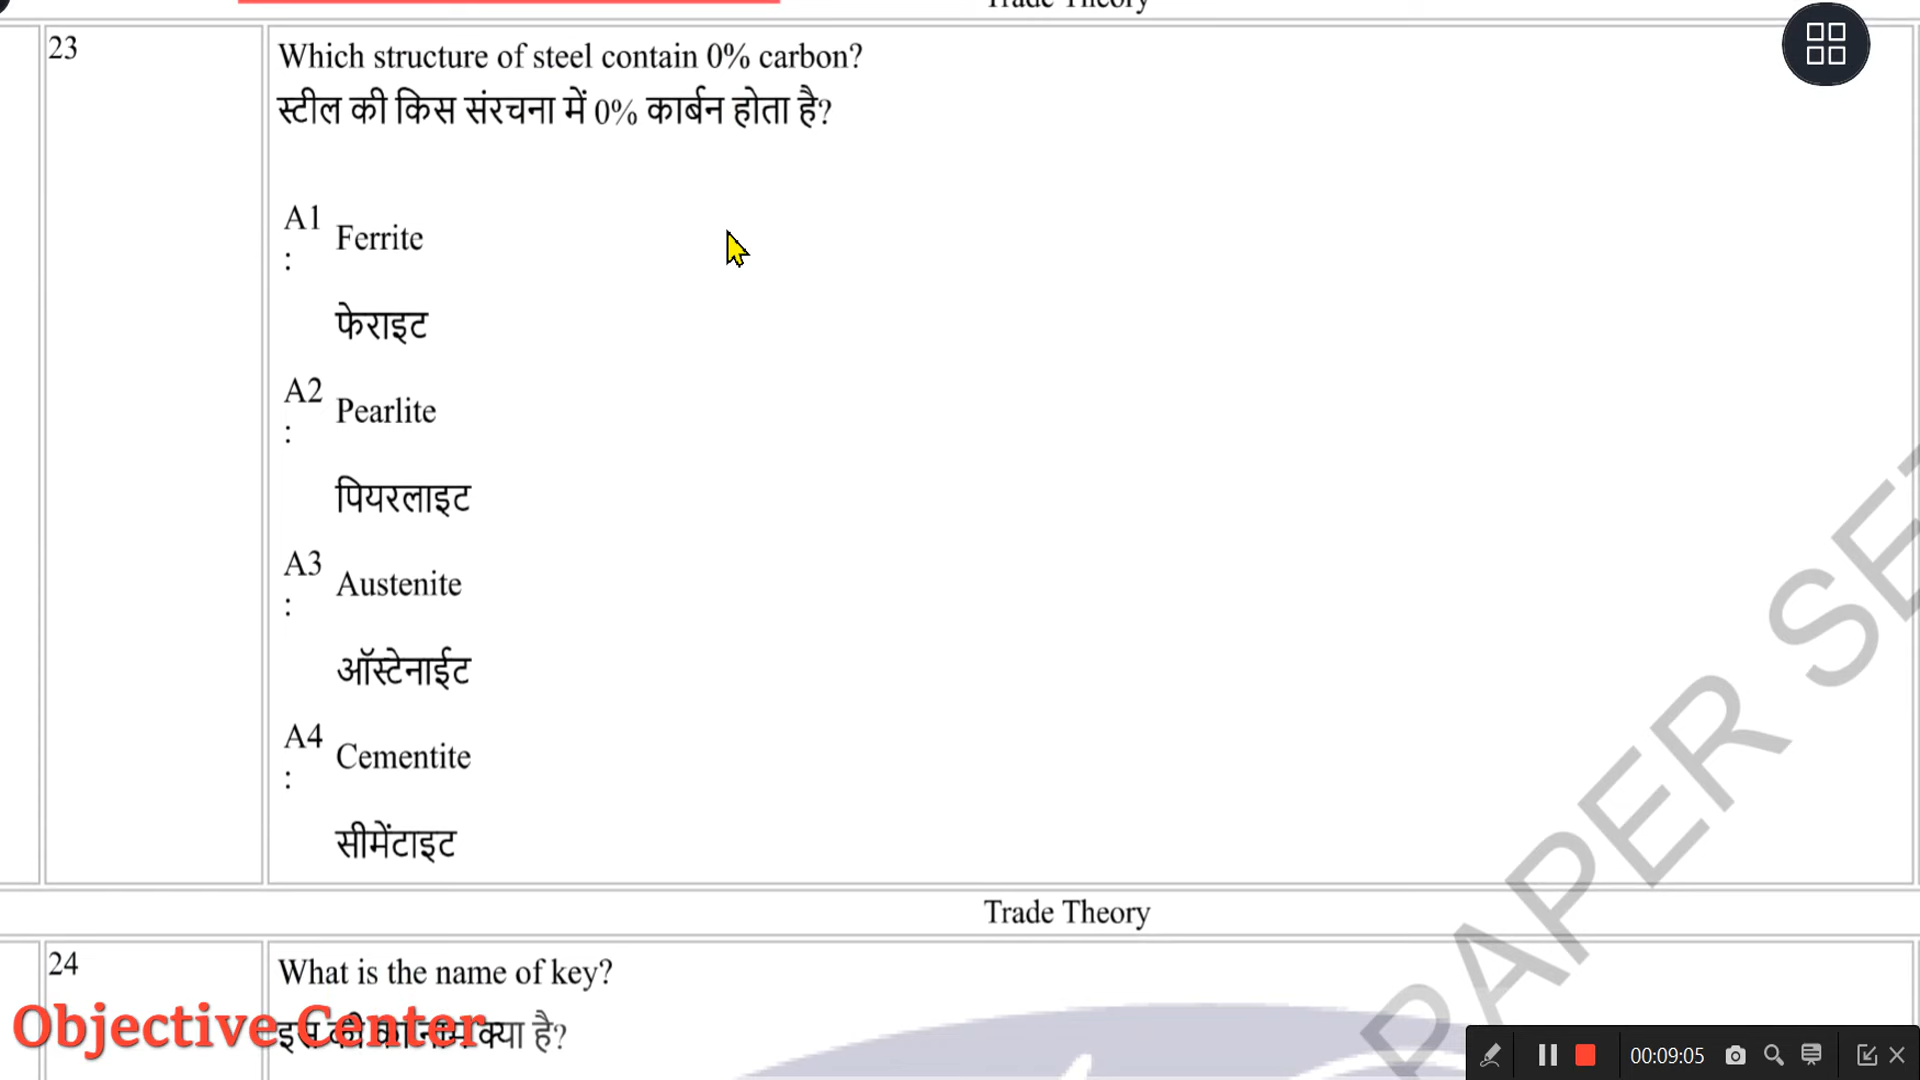 Trade Theory
23
Which structure of steel contain 0% carbon?
स्टील की किस संरचना में 0% कार्बन होता है?
A1
:
Ferrite
फेराइट
A2
:
Pearlite
पियरलाइट
A3
:
Austenite
ऑस्टेनाईट
A4
:
Cementite
सीमेंटाइट
Trade Theory
24
What is the name of key?
इस की का नाम क्या है?
Objective Center
PAPER SET
00:09:05